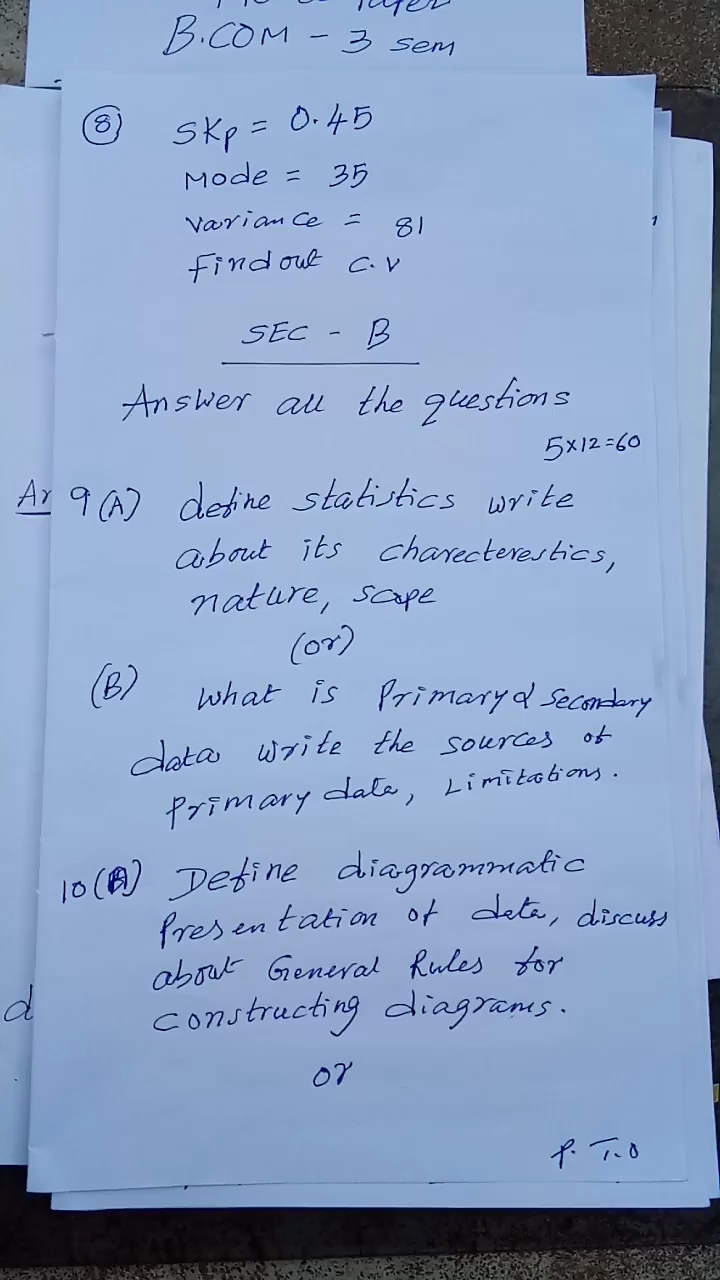 B.COM - 3 sem
8 SKp = 0.45
Mode = 35
Variance = 81
Find out C.V
SEC - B
Answer all the questions
5×12=60
9 (A) define statistics write
about its charecterestics,
nature, scope
(or)
(B) What is Primary & Secondary
data write the sources of
Primary data, Limitations.
10 (A) Define diagrammatic
Presentation of data, discuss
about General Rules for
constructing diagrams.
or
P.T.O